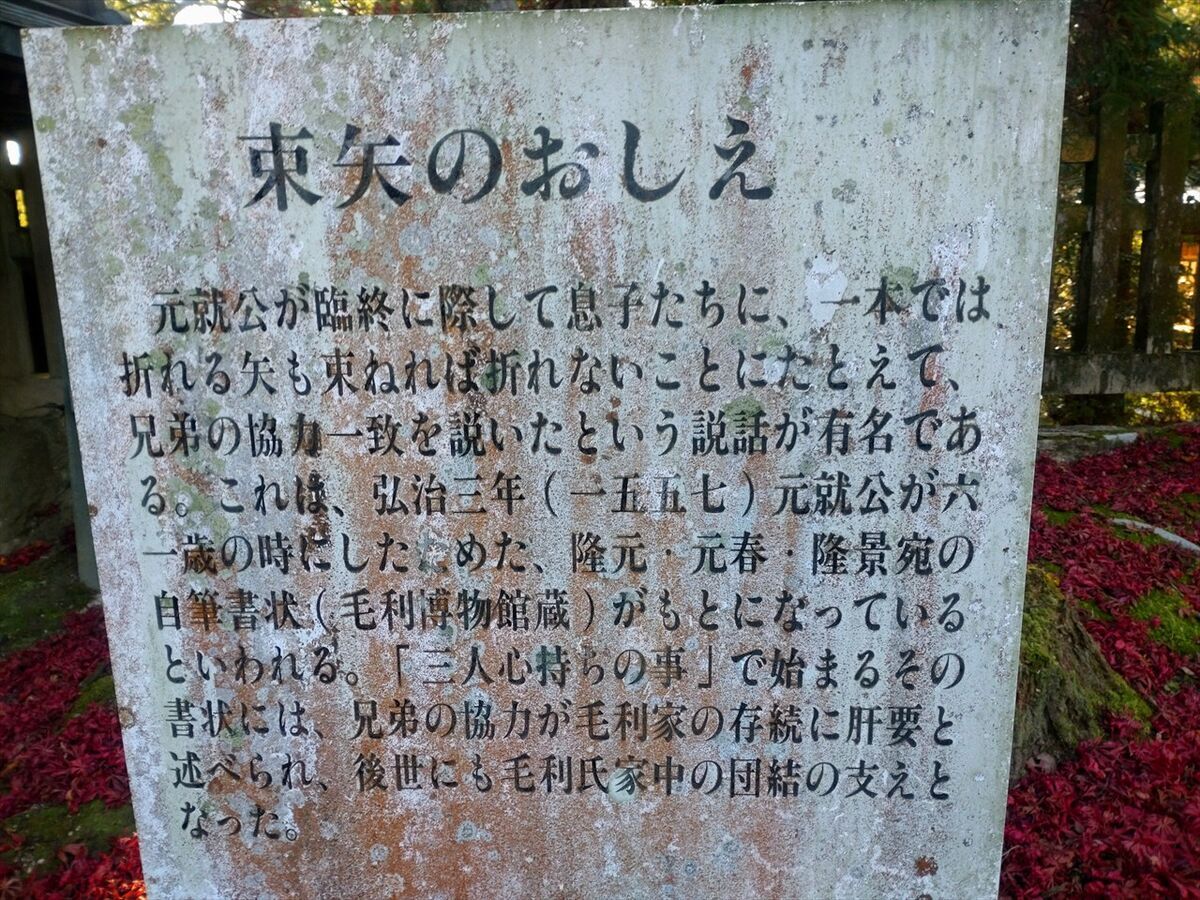 束矢のおしえ
元就公が臨終に際して息子たちに、一本では
折れる矢も束ねれば折れないことにたとえて、
兄弟の協力一致を説いたという説話が有名であ
る。これは、弘治三年(一五五七)元就公が六
一歳の時にしたためた、隆元・元春・隆景宛の
自筆書状(毛利博物館蔵)がもとになっている
といわれる。「三人心持ちの事」で始まるその
書状には、兄弟の協力が毛利家の存続に肝要と
述べられ、後世にも毛利氏家中の団結の支えと
なった。